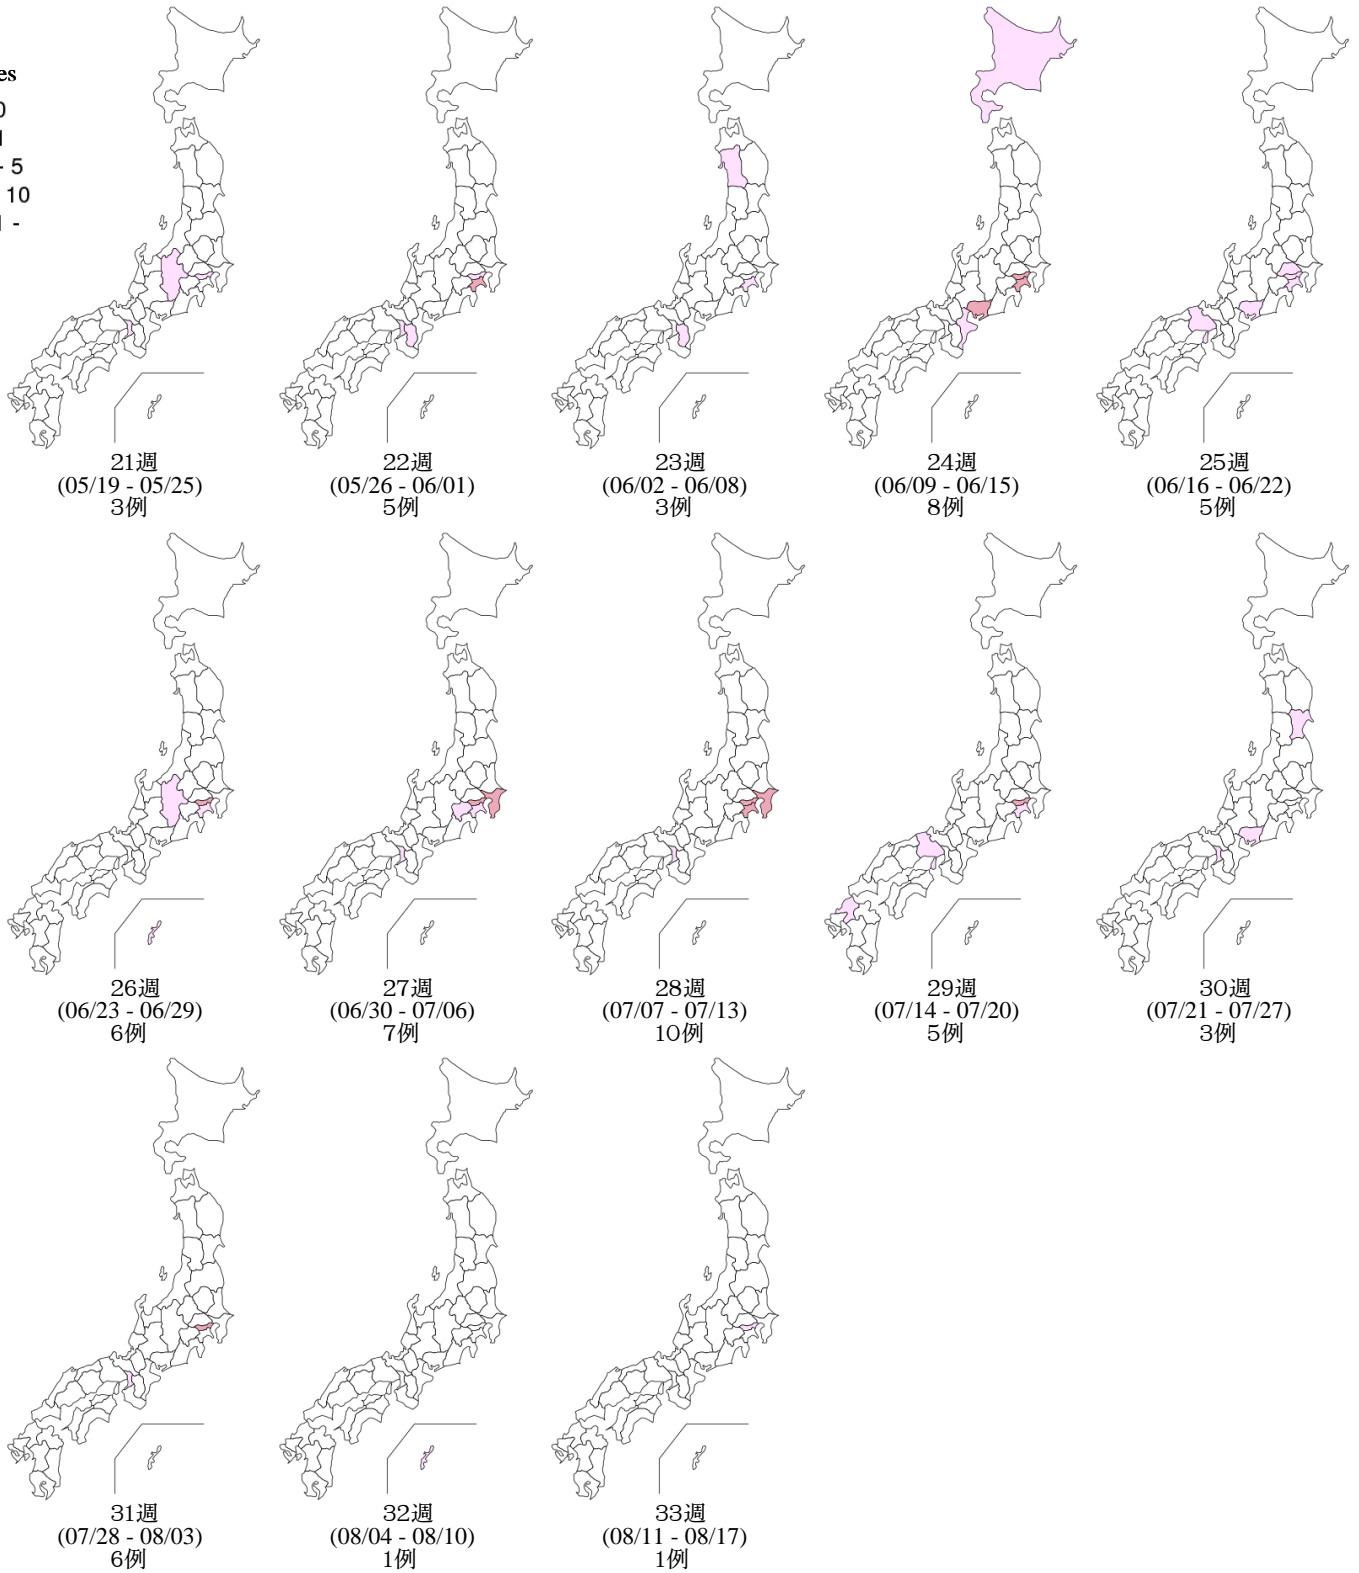 es
0
1
- 5
10
1 -
21週
(05/19 - 05/25)
3例
22週
(05/26 - 06/01)
5例
23週
(06/02 - 06/08)
3例
24週
(06/09 - 06/15)
8例
25週
(06/16 - 06/22)
5例
26週
(06/23 - 06/29)
6例
27週
(06/30 - 07/06)
7例
28週
(07/07 - 07/13)
10例
29週
(07/14 - 07/20)
5例
30週
(07/21 - 07/27)
3例
31週
(07/28 - 08/03)
6例
32週
(08/04 - 08/10)
1例
33週
(08/11 - 08/17)
1例